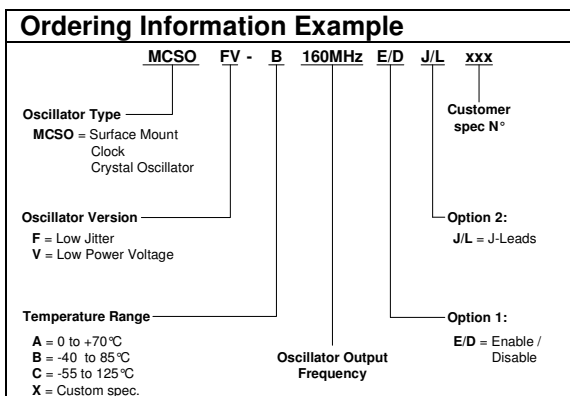 Ordering Information Example
MCSO FV - B 160MHz E/D J/L xxx
Oscillator Type
MCSO = Surface Mount
Clock
Crystal Oscillator
Customer
spec N°
Oscillator Version
F = Low Jitter
V = Low Power Voltage
Option 2:
J/L = J-Leads
Temperature Range
A = 0 to +70°C
B = -40 to 85°C
C = -55 to 125°C
X = Custom spec.
Oscillator Output
Frequency
Option 1:
E/D = Enable /
Disable